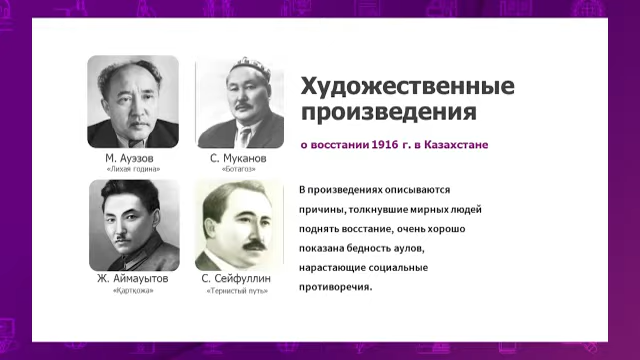 Художественные
произведения
о восстании 1916 г. в Казахстане
М. Ауэзов
«Лихая година»
С. Муканов
«Ботагоз»
Ж. Аймауытов
«Қартқожа»
С. Сейфуллин
«Тернистый путь»
В произведениях описываются
причины, толкнувшие мирных людей
поднять восстание, очень хорошо
показана бедность аулов,
нарастающие социальные
противоречия.